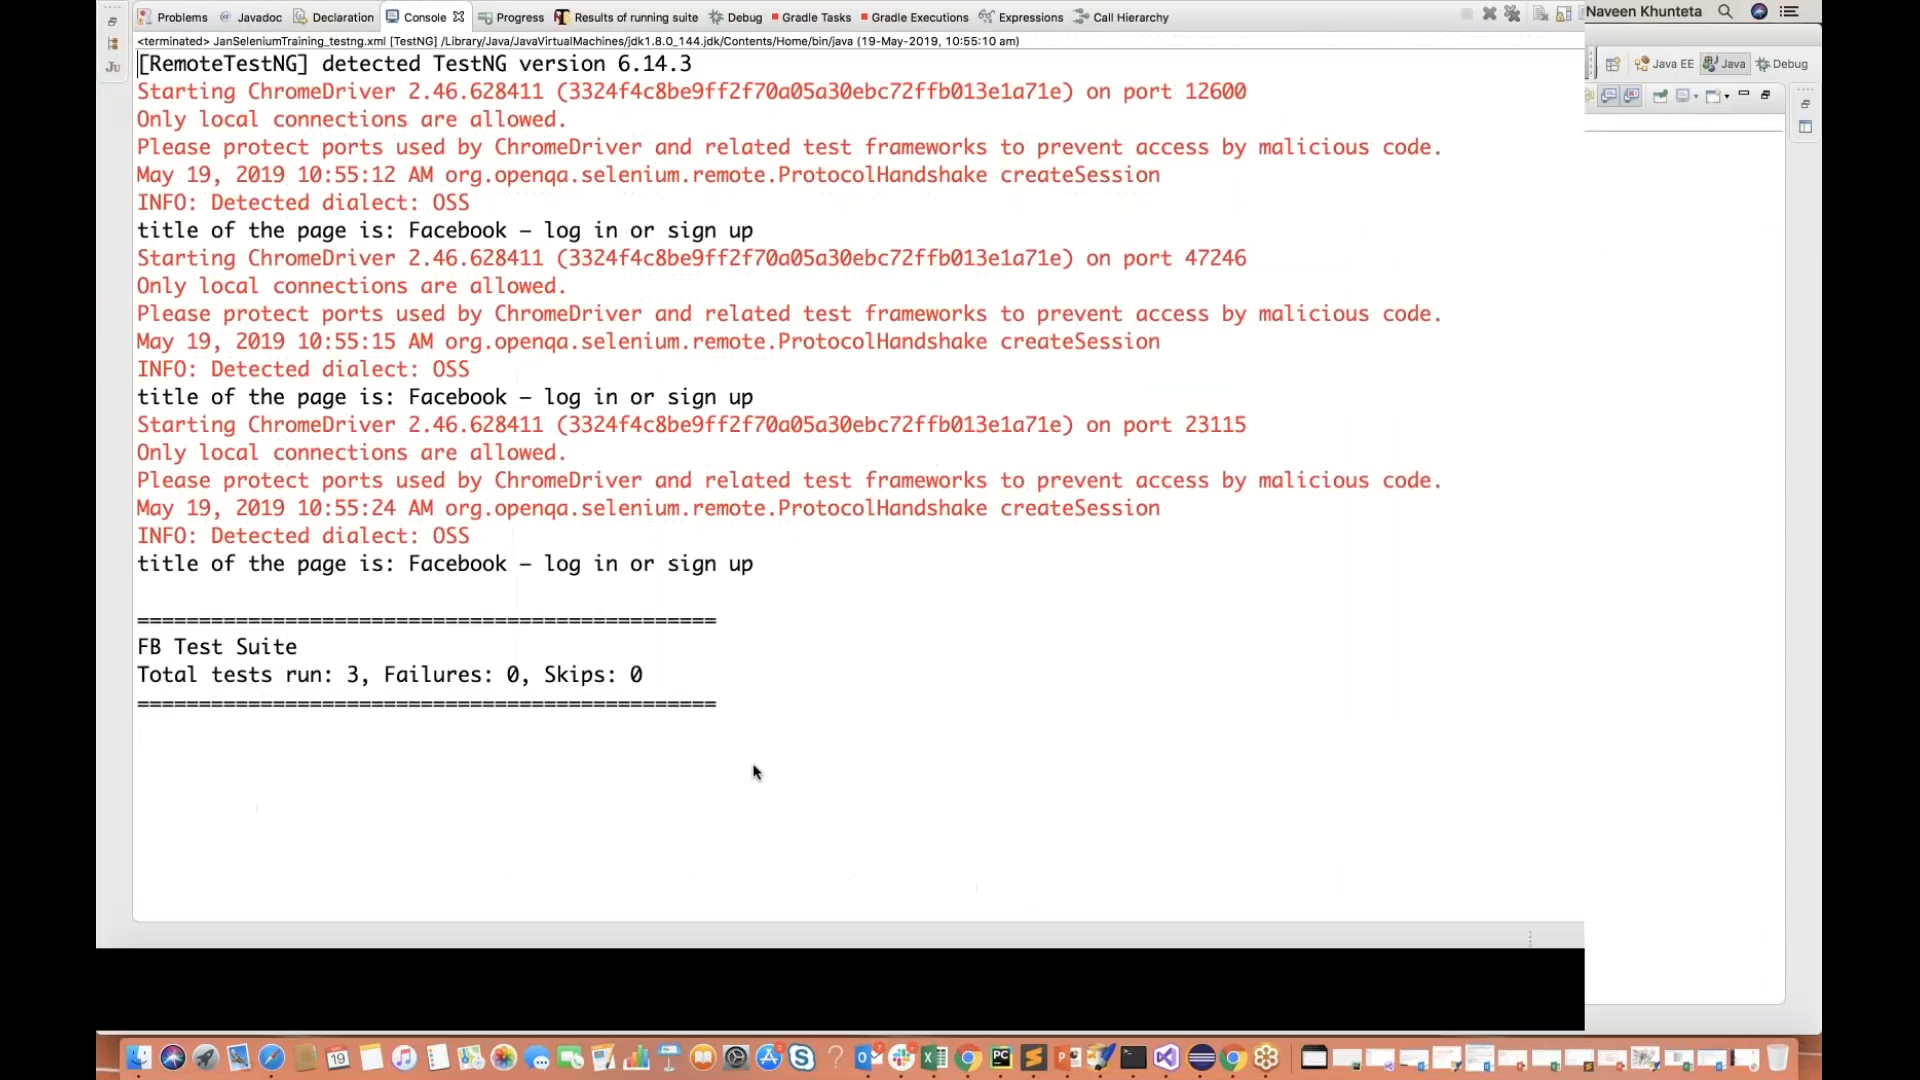 Problems Javadoc Declaration Console Progress Results of running suite Debug Gradle Tasks Gradle Executions Expressions Call Hierarchy
Naveen Khunteta
<terminated> JanSeleniumTraining_testng.xml [TestNG] /Library/Java/JavaVirtualMachines/jdk1.8.0_144.jdk/Contents/Home/bin/java (19-May-2019, 10:55:10 am)
Java EE Java Debug
[RemoteTestNG] detected TestNG version 6.14.3
Starting ChromeDriver 2.46.628411 (3324f4c8be9ff2f70a05a30ebc72ffb013e1a71e) on port 12600
Only local connections are allowed.
Please protect ports used by ChromeDriver and related test frameworks to prevent access by malicious code.
May 19, 2019 10:55:12 AM org.openqa.selenium.remote.ProtocolHandshake createSession
INFO: Detected dialect: OSS
title of the page is: Facebook – log in or sign up
Starting ChromeDriver 2.46.628411 (3324f4c8be9ff2f70a05a30ebc72ffb013e1a71e) on port 47246
Only local connections are allowed.
Please protect ports used by ChromeDriver and related test frameworks to prevent access by malicious code.
May 19, 2019 10:55:15 AM org.openqa.selenium.remote.ProtocolHandshake createSession
INFO: Detected dialect: OSS
title of the page is: Facebook – log in or sign up
Starting ChromeDriver 2.46.628411 (3324f4c8be9ff2f70a05a30ebc72ffb013e1a71e) on port 23115
Only local connections are allowed.
Please protect ports used by ChromeDriver and related test frameworks to prevent access by malicious code.
May 19, 2019 10:55:24 AM org.openqa.selenium.remote.ProtocolHandshake createSession
INFO: Detected dialect: OSS
title of the page is: Facebook – log in or sign up
===============================================
FB Test Suite
Total tests run: 3, Failures: 0, Skips: 0
===============================================